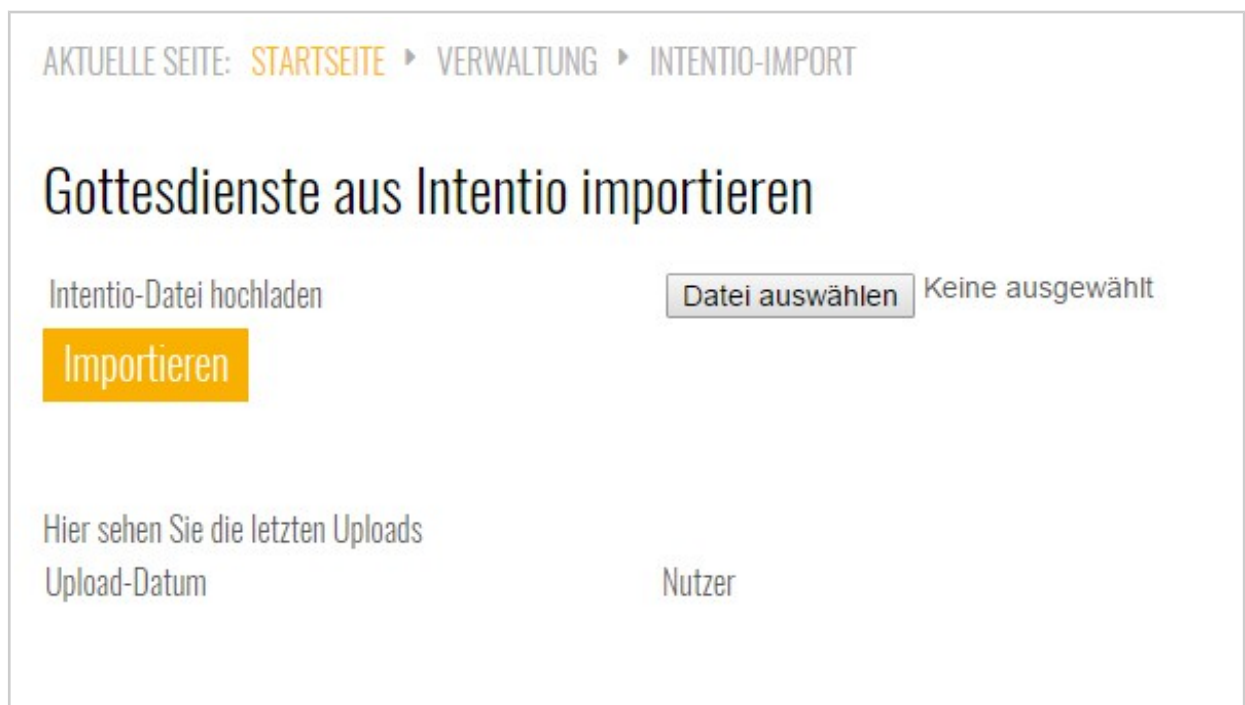 AKTUELLE SEITE: STARTSEITE ▸ VERWALTUNG ▸ INTENTIO-IMPORT
Gottesdienste aus Intentio importieren
Intentio-Datei hochladen Datei auswählen Keine ausgewählt
Importieren
Hier sehen Sie die letzten Uploads
Upload-Datum Nutzer